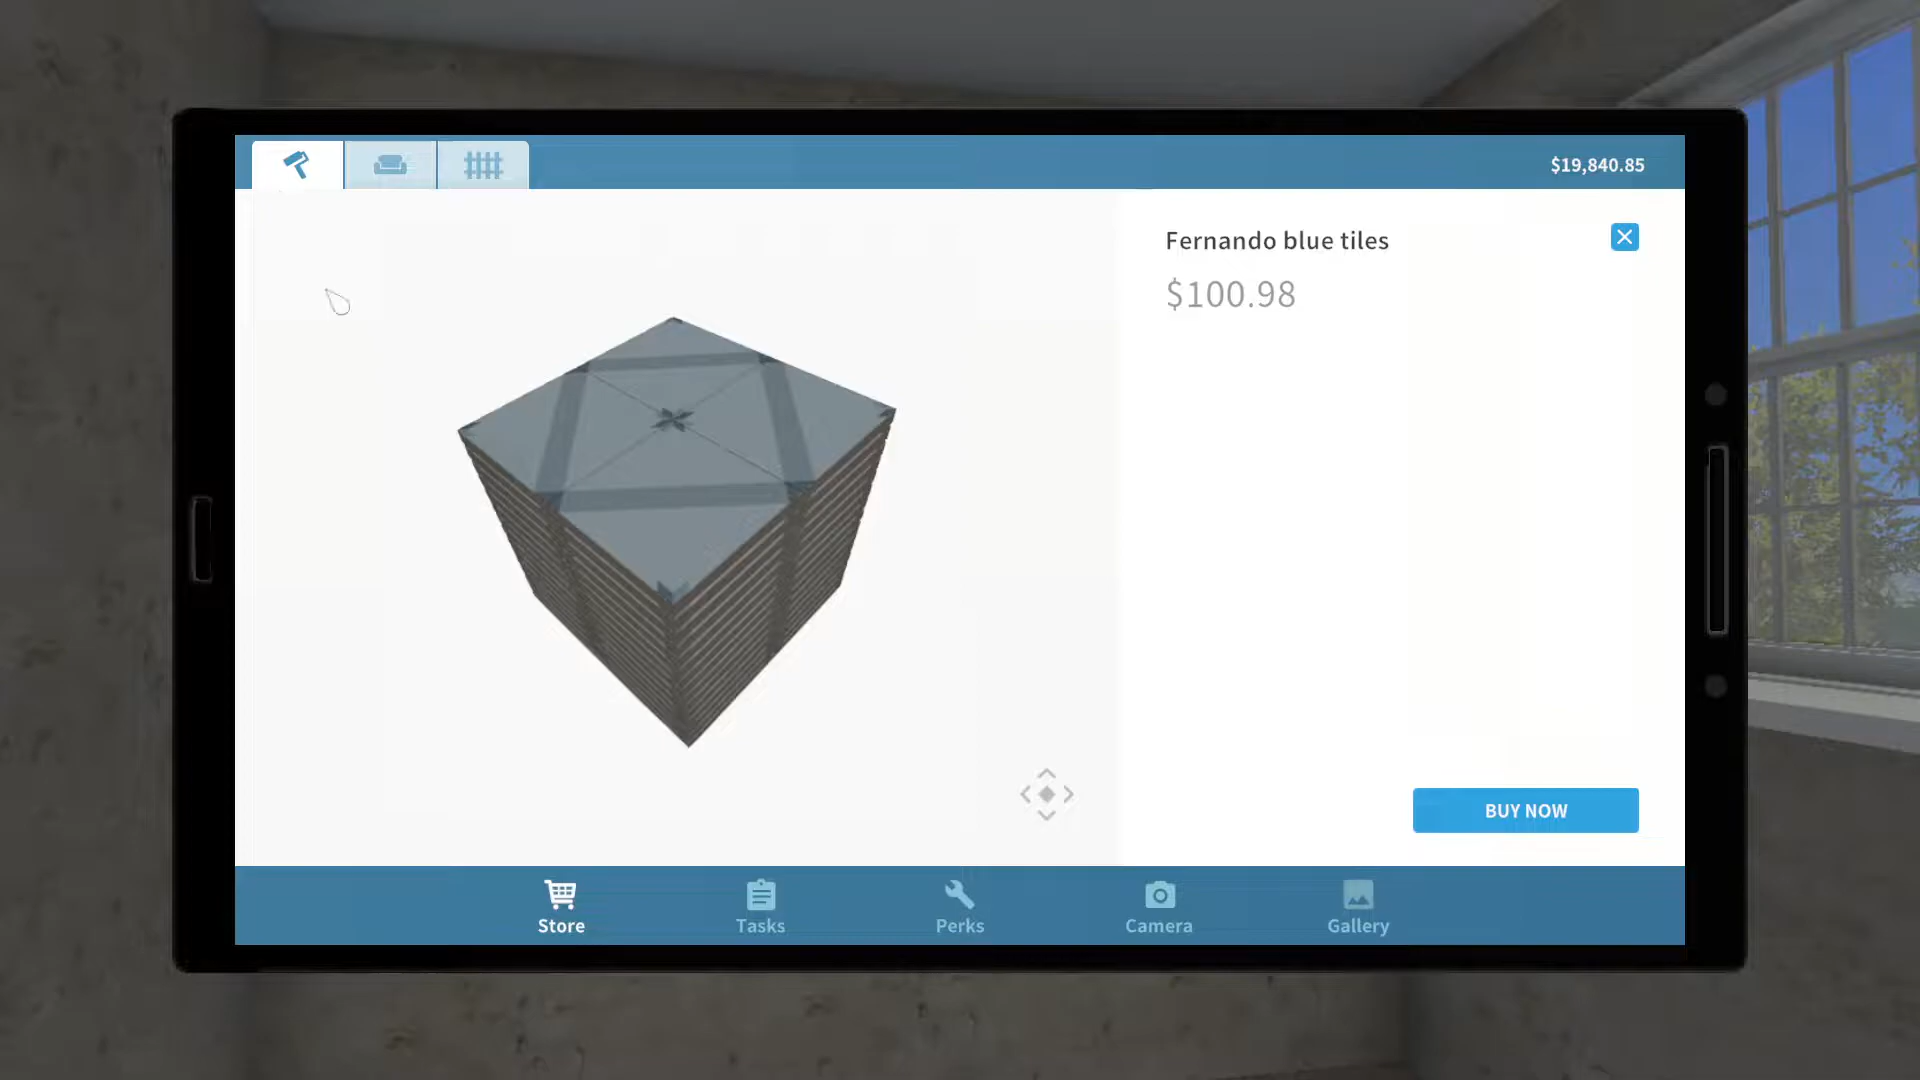 $19,840.85
Fernando blue tiles
$100.98
BUY NOW
Store
Tasks
Perks
Camera
Gallery